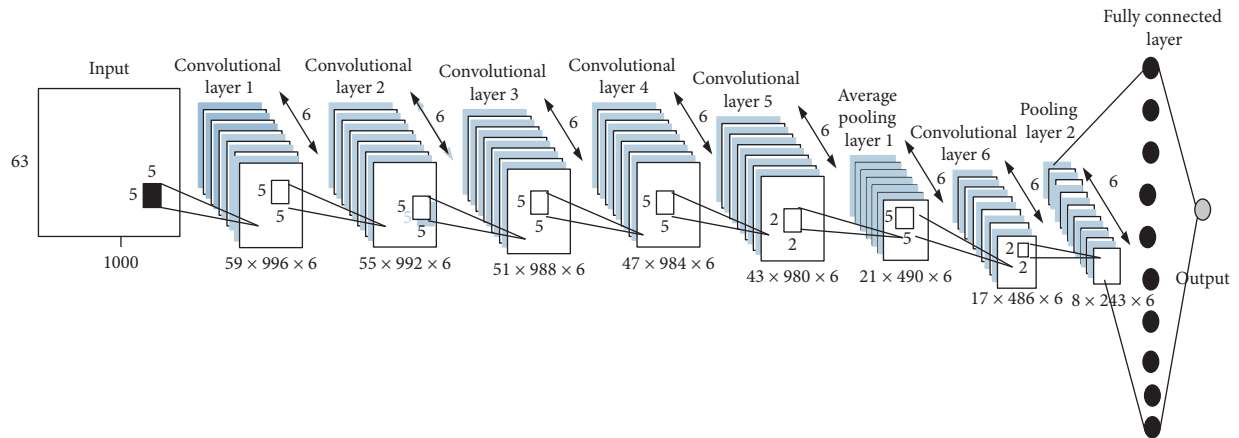 Input
63
5
5
1000
Convolutional
layer 1
6
5
5
59 × 996 × 6
Convolutional
layer 2
6
5
5
5
55 × 992 × 6
Convolutional
layer 3
6
5
5
51 × 988 × 6
Convolutional
layer 4
6
5
5
47 × 984 × 6
Convolutional
layer 5
6
2
2
43 × 980 × 6
Average
pooling
layer 1
6
5
5
21 × 490 × 6
Convolutional
layer 6
6
2
2
17 × 486 × 6
Pooling
layer 2
6
8 × 243 × 6
Fully connected
layer
Output